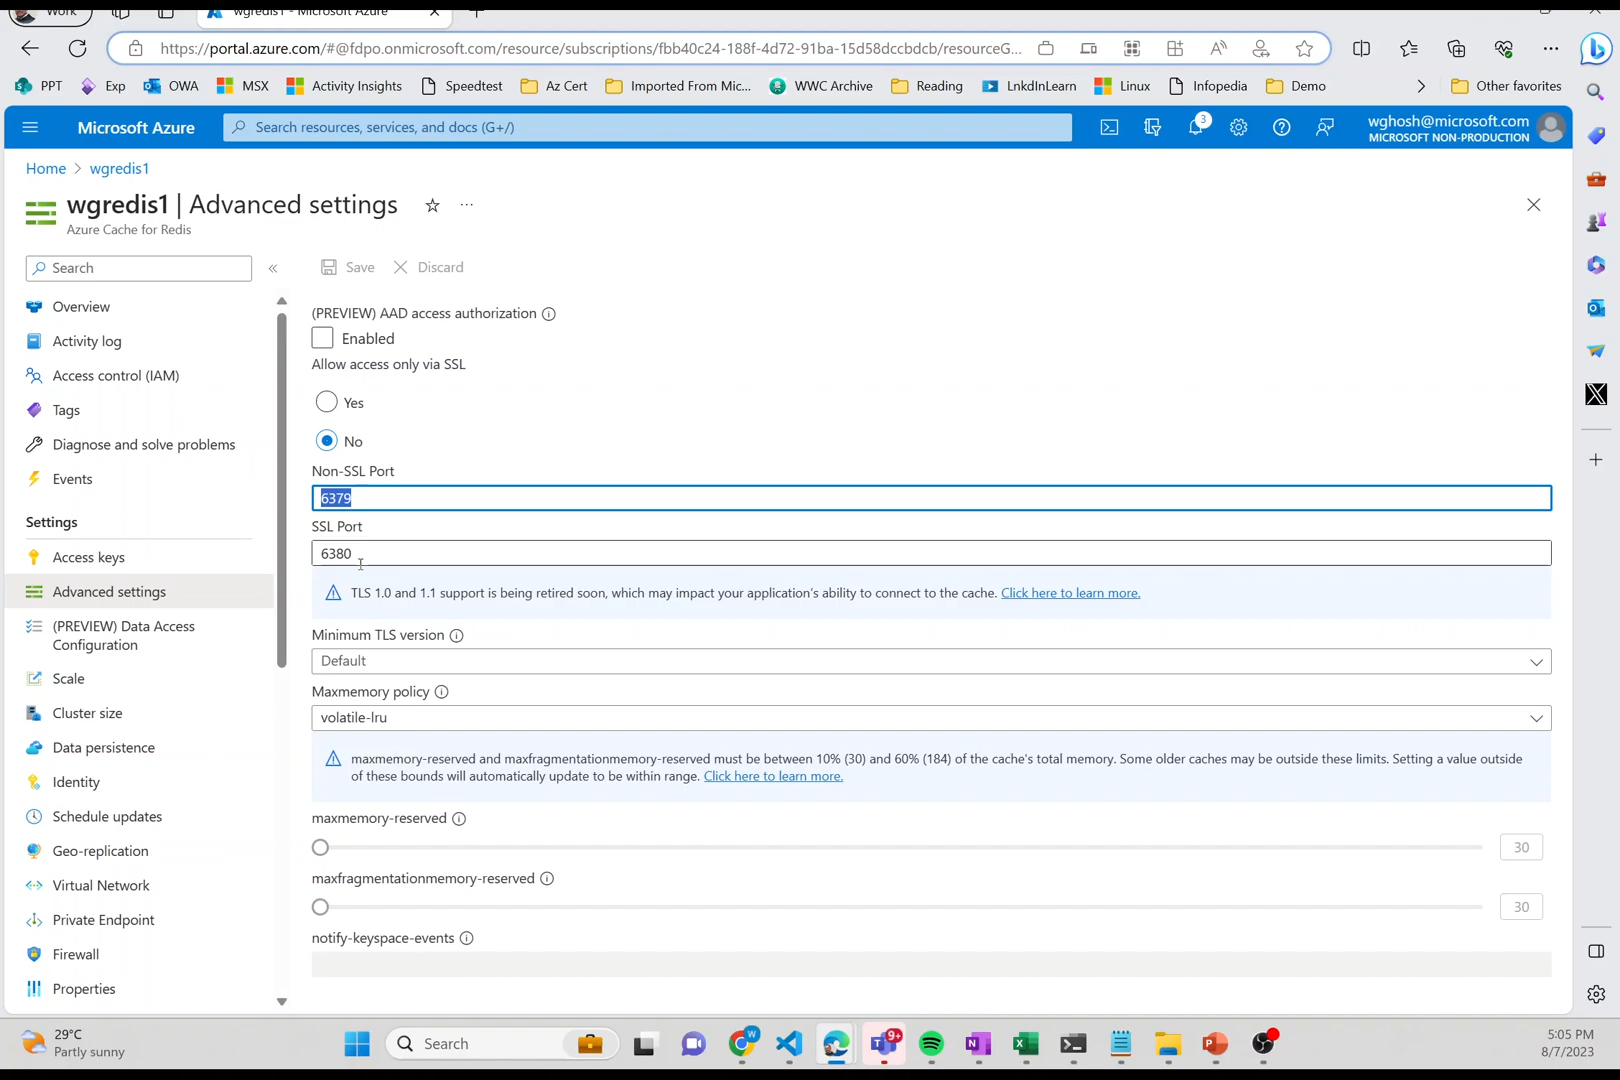 Work
wgredis1 - Microsoft Azure
https://portal.azure.com/#@fdpo.onmicrosoft.com/resource/subscriptions/fbb40c24-188f-4d72-91ba-15d58dccbdcb/resourceG...
PPT Exp OWA MSX Activity Insights Speedtest Az Cert Imported From Mic... WWC Archive Reading LnkdInLearn Linux Infopedia Demo Other favorites
Microsoft Azure
Search resources, services, and docs (G+/)
3
wghosh@microsoft.com
MICROSOFT NON-PRODUCTION
Home > wgredis1
wgredis1 | Advanced settings
Azure Cache for Redis
Search
Overview
Activity log
Access control (IAM)
Tags
Diagnose and solve problems
Events
Settings
Access keys
Advanced settings
(PREVIEW) Data Access
Configuration
Scale
Cluster size
Data persistence
Identity
Schedule updates
Geo-replication
Virtual Network
Private Endpoint
Firewall
Properties
Save Discard
(PREVIEW) AAD access authorization
Enabled
Allow access only via SSL
Yes
No
Non-SSL Port
6379
SSL Port
6380
TLS 1.0 and 1.1 support is being retired soon, which may impact your application's ability to connect to the cache. Click here to learn more.
Minimum TLS version
Default
Maxmemory policy
volatile-lru
maxmemory-reserved and maxfragmentationmemory-reserved must be between 10% (30) and 60% (184) of the cache's total memory. Some older caches may be outside these limits. Setting a value outside
of these bounds will automatically update to be within range. Click here to learn more.
maxmemory-reserved
30
maxfragmentationmemory-reserved
30
notify-keyspace-events
29°C
Partly sunny
Search
W
9+
5:05 PM
8/7/2023